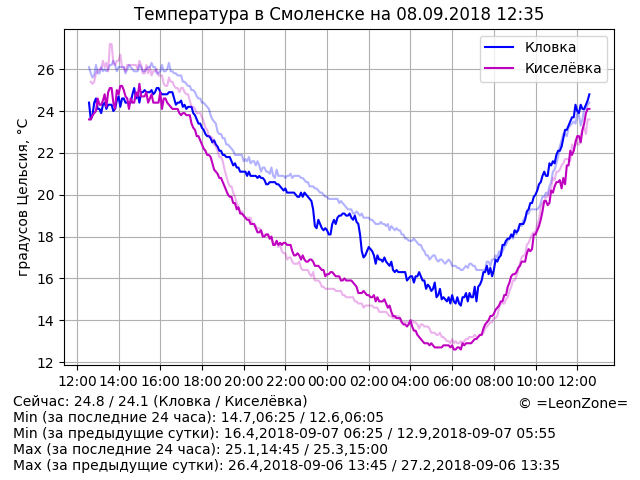 Температура в Смоленске на 08.09.2018 12:35
Кловка
Киселёвка
градусов Цельсия, °C
26
24
22
20
18
16
14
12
12:00 14:00 16:00 18:00 20:00 22:00 00:00 02:00 04:00 06:00 08:00 10:00 12:00
Сейчас: 24.8 / 24.1 (Кловка / Киселёвка)
© =LeonZone=
Min (за последние 24 часа): 14.7,06:25 / 12.6,06:05
Min (за предыдущие сутки): 16.4,2018-09-07 06:25 / 12.9,2018-09-07 05:55
Max (за последние 24 часа): 25.1,14:45 / 25.3,15:00
Max (за предыдущие сутки): 26.4,2018-09-06 13:45 / 27.2,2018-09-06 13:35